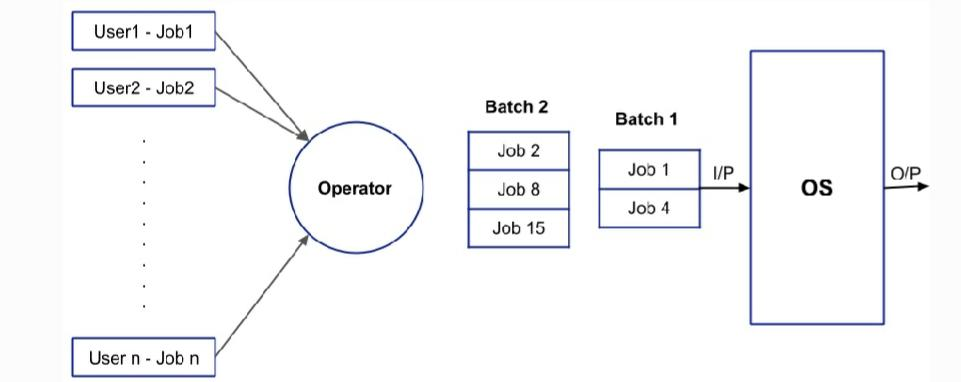 User1 - Job1
User2 - Job2
User n - Job n
Operator
Batch 2
Job 2
Job 8
Job 15
Batch 1
Job 1
Job 4
I/P
OS
O/P